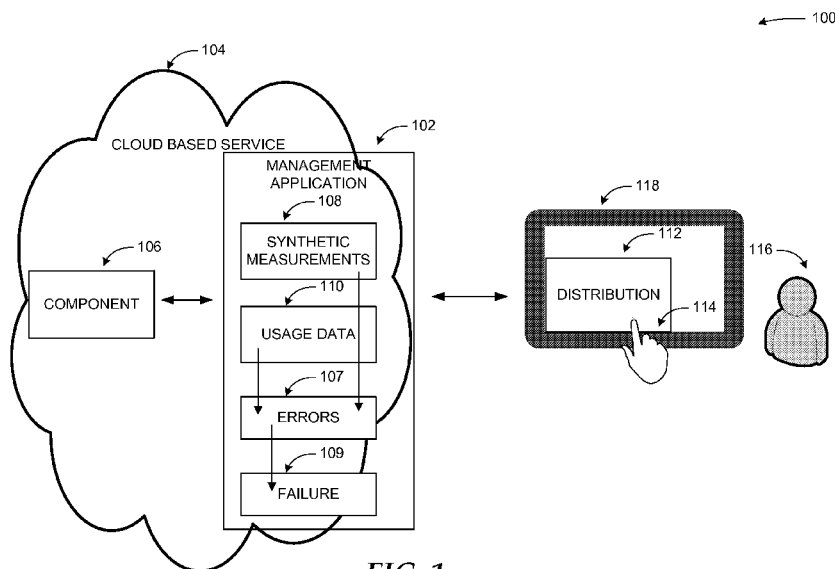 100
104
CLOUD BASED SERVICE
102
MANAGEMENT
APPLICATION
108
SYNTHETIC
MEASUREMENTS
106
COMPONENT
110
USAGE DATA
107
ERRORS
109
FAILURE
118
112
DISTRIBUTION
114
116
FIG. 1